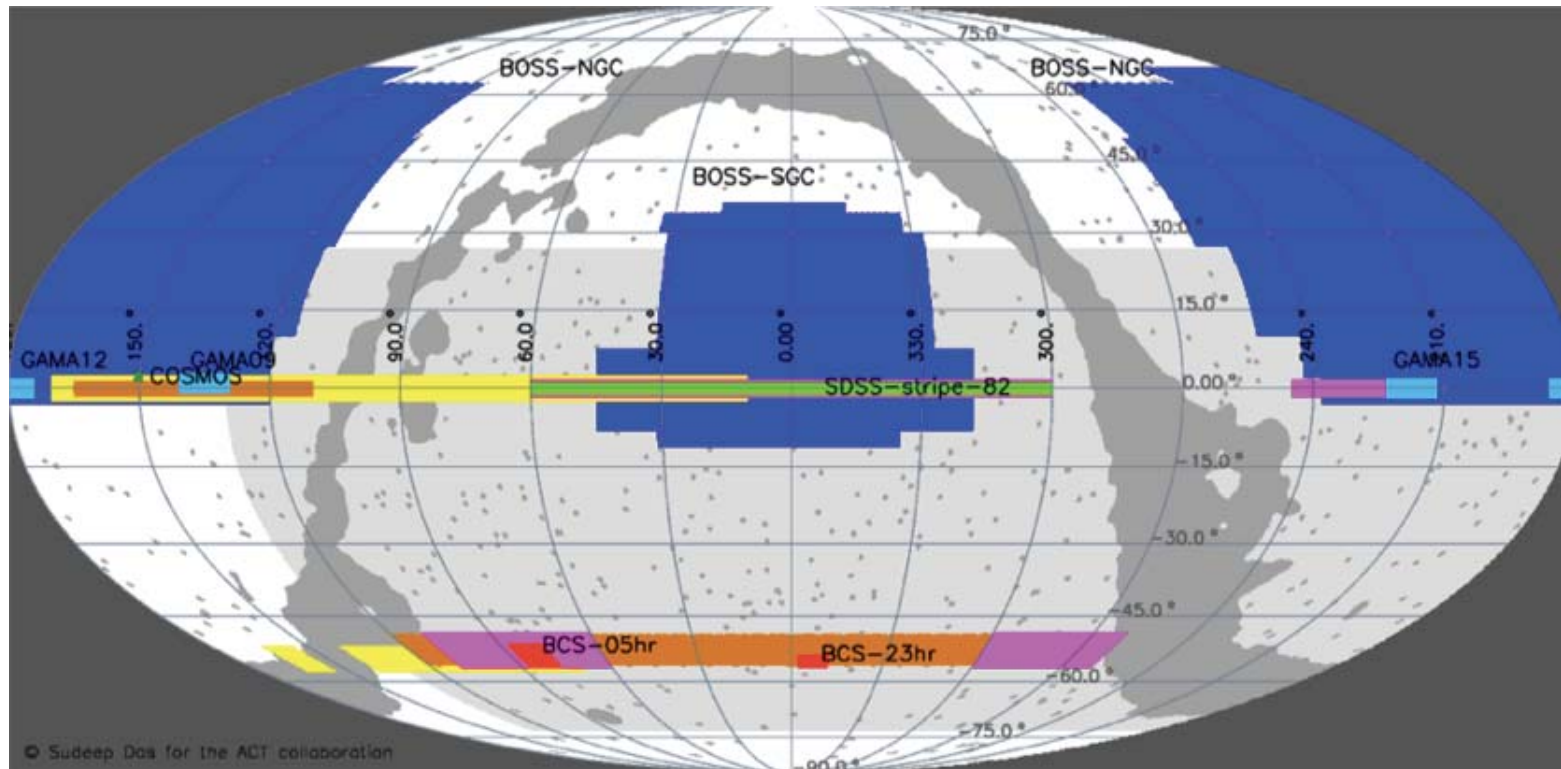 75.0°
BOSS-NGC BOSS-NGC
60.0°
45.0°
BOSS-SGC
30.0°
15.0°
150.° 120.° 90.0° 60.0° 30.0° 0.00° 330.° 300.° 240.° 210.°
GAMA12 GAMA09 GAMA15
COSMOS
0.00°
SDSS-stripe-82
-15.0°
-30.0°
-45.0°
BCS-05hr BCS-23hr
-60.0°
-75.0°
-90.0°
© Sudeep Das for the ACT collaboration